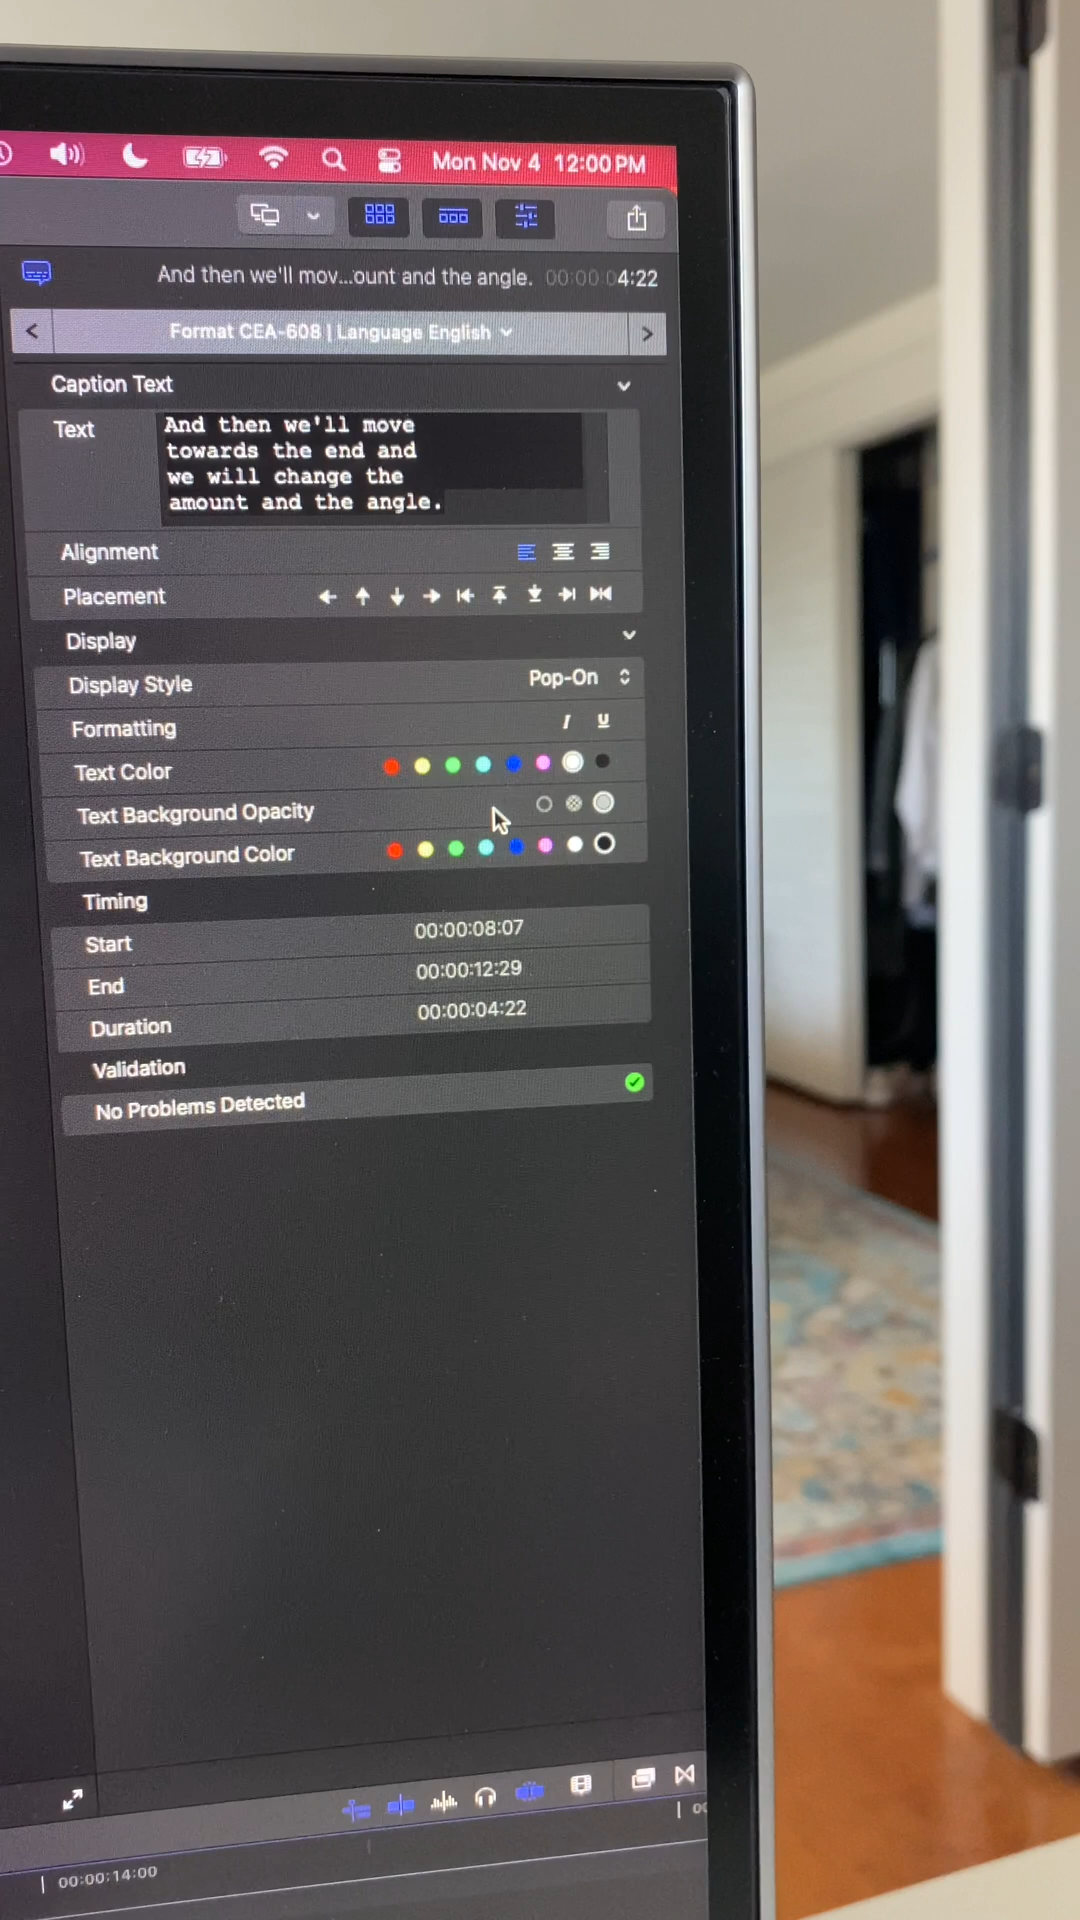 Mon Nov 4 12:00 PM
And then we'll mov...ount and the angle. 00:00:04:22
Format CEA-608 | Language English
Caption Text
Text
And then we'll move
towards the end and
we will change the
amount and the angle.
Alignment
Placement
Display
Display Style Pop-On
Formatting I U
Text Color
Text Background Opacity
Text Background Color
Timing
Start 00:00:08:07
End 00:00:12:29
Duration 00:00:04:22
Validation
No Problems Detected
00:00:14:00